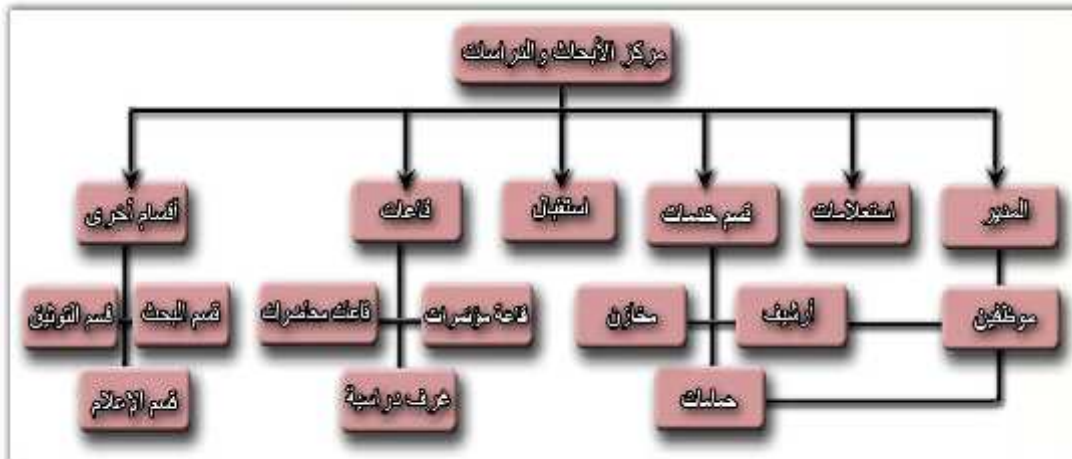 مركز الأبحاث والدراسات
المدير
استعلامات
قسم خدمات
استقبال
قاعات
أقسام أخرى
موظفين
أرشيف
مخازن
قاعة مؤتمرات
قاعات محاضرات
قسم البحث
قسم التوثيق
حمامات
غرف دراسية
قسم الإعلام